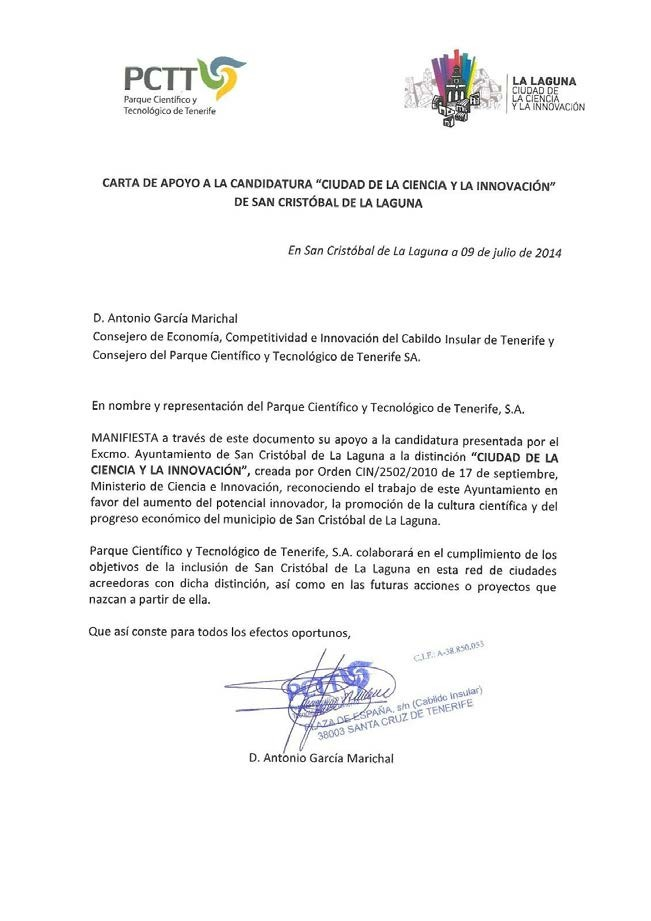 PCTT
Parque Científico y
Tecnológico de Tenerife
LA LAGUNA
CIUDAD DE
LA CIENCIA
Y LA INNOVACIÓN
CARTA DE APOYO A LA CANDIDATURA “CIUDAD DE LA CIENCIA Y LA INNOVACIÓN”
DE SAN CRISTÓBAL DE LA LAGUNA
En San Cristóbal de La Laguna a 09 de julio de 2014
D. Antonio García Marichal
Consejero de Economía, Competitividad e Innovación del Cabildo Insular de Tenerife y
Consejero del Parque Científico y Tecnológico de Tenerife SA.
En nombre y representación del Parque Científico y Tecnológico de Tenerife, S.A.
MANIFIESTA a través de este documento su apoyo a la candidatura presentada por el
Excmo. Ayuntamiento de San Cristóbal de La Laguna a la distinción “CIUDAD DE LA
CIENCIA Y LA INNOVACIÓN”, creada por Orden CIN/2502/2010 de 17 de septiembre,
Ministerio de Ciencia e Innovación, reconociendo el trabajo de este Ayuntamiento en
favor del aumento del potencial innovador, la promoción de la cultura científica y del
progreso económico del municipio de San Cristóbal de La Laguna.
Parque Científico y Tecnológico de Tenerife, S.A. colaborará en el cumplimiento de los
objetivos de la inclusión de San Cristóbal de La Laguna en esta red de ciudades
acreedoras con dicha distinción, así como en las futuras acciones o proyectos que
nazcan a partir de ella.
Que así conste para todos los efectos oportunos,
C.I.F.: A-38.850.053
PCTT
PLAZA DE ESPAÑA, s/n (Cabildo Insular)
38003 SANTA CRUZ DE TENERIFE
D. Antonio García Marichal